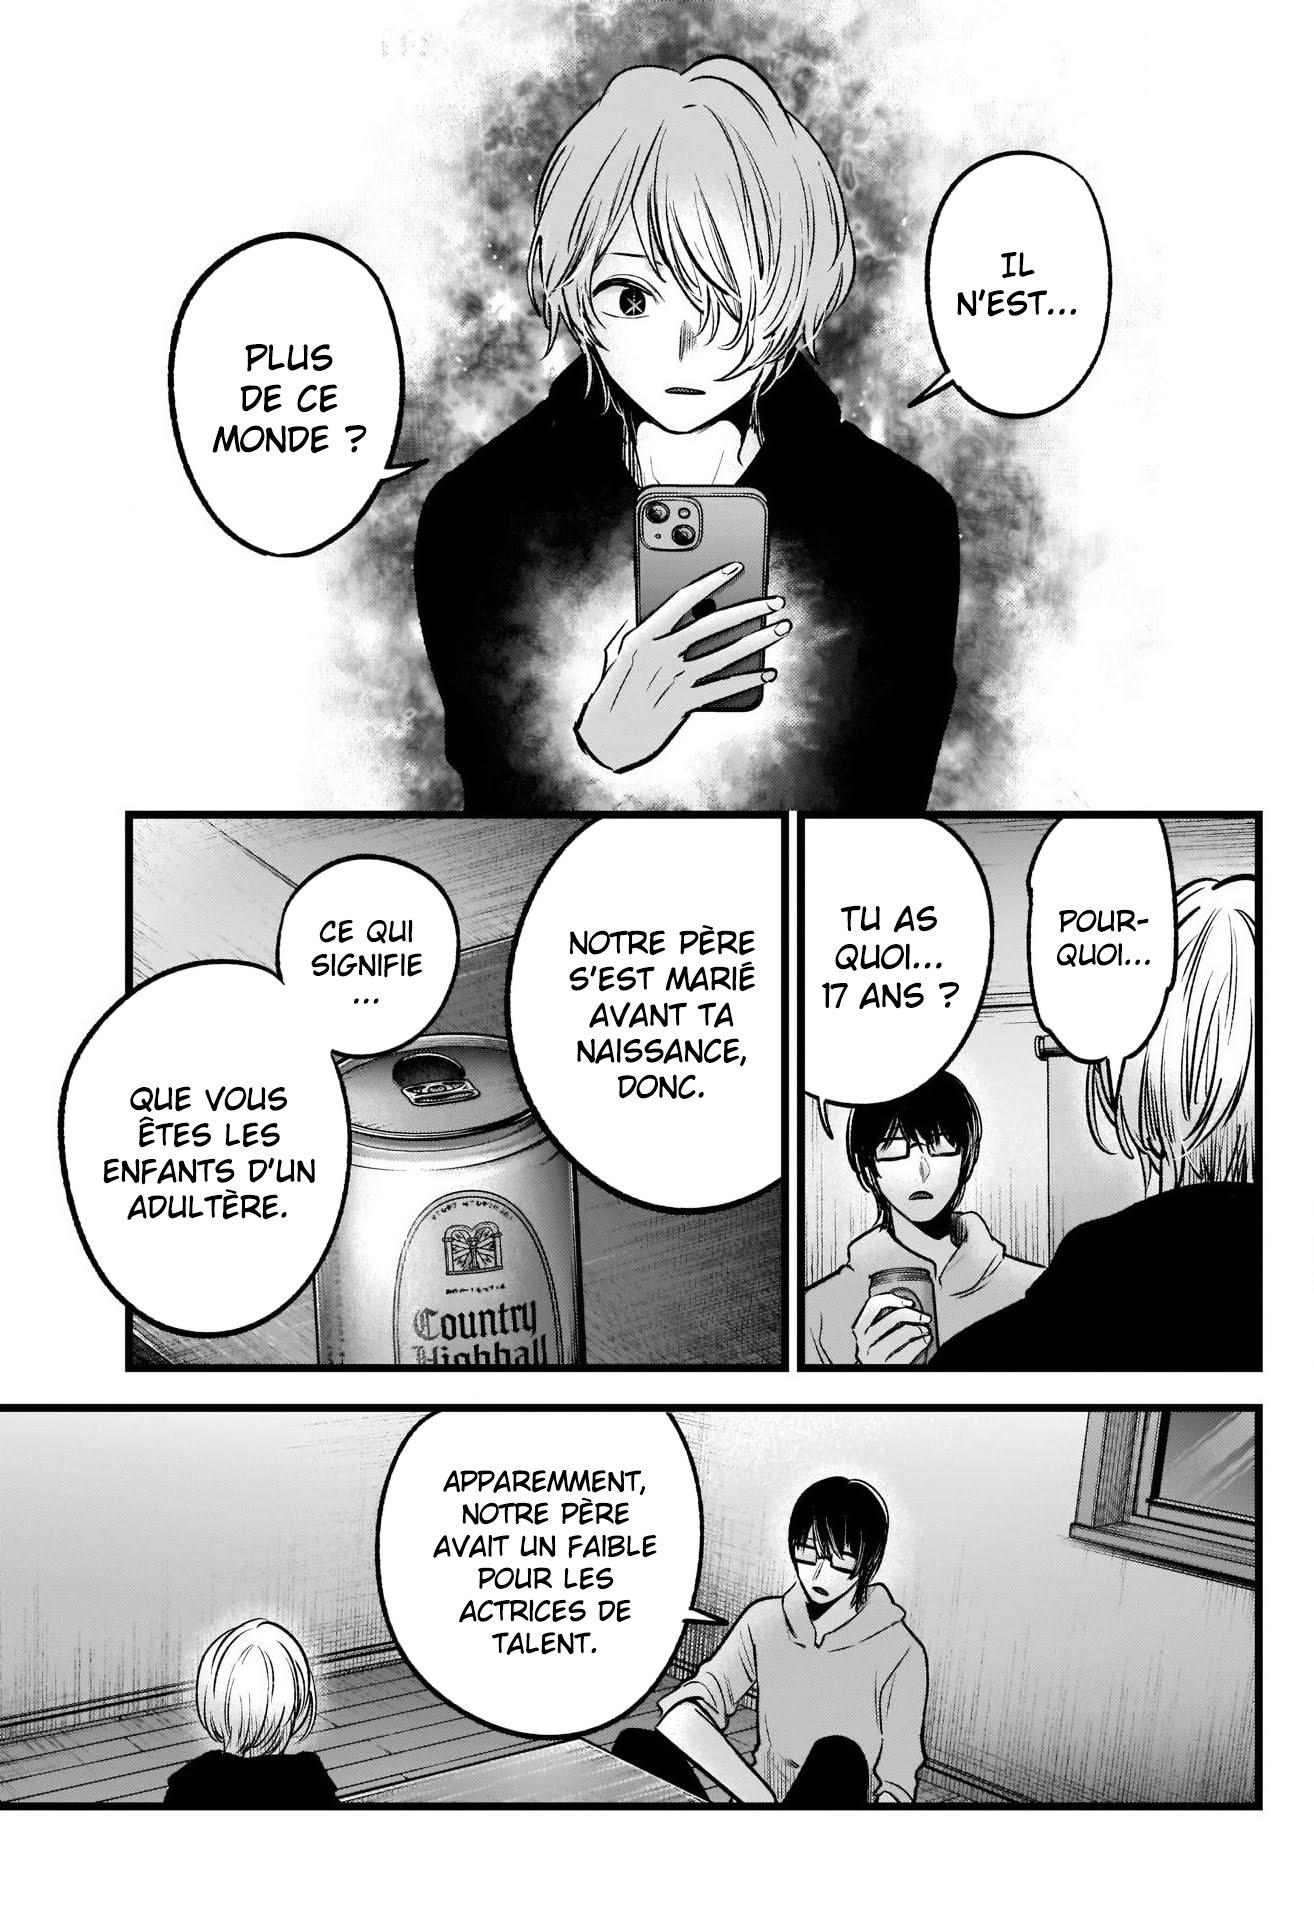 IL
N'EST...
PLUS
DE CE
MONDE ?
POUR-
QUOI...
TU AS
QUOI...
17 ANS ?
NOTRE PÈRE
S'EST MARIÉ
AVANT TA
NAISSANCE,
DONC.
CE QUI
SIGNIFIE
...
QUE VOUS
ÊTES LES
ENFANTS D'UN
ADULTÈRE.
Country
Highball
APPAREMMENT,
NOTRE PÈRE
AVAIT UN FAIBLE
POUR LES
ACTRICES DE
TALENT.